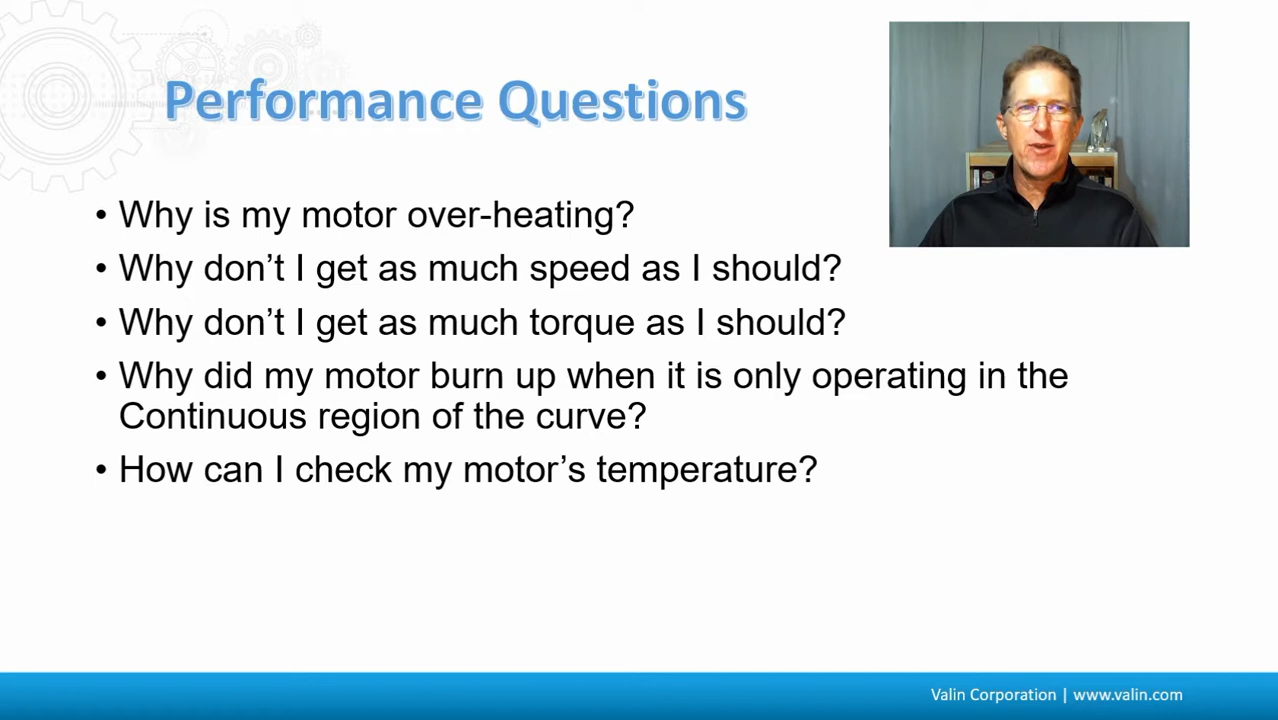 Performance Questions
• Why is my motor over-heating?
• Why don’t I get as much speed as I should?
• Why don’t I get as much torque as I should?
• Why did my motor burn up when it is only operating in the
Continuous region of the curve?
• How can I check my motor’s temperature?
Valin Corporation | www.valin.com